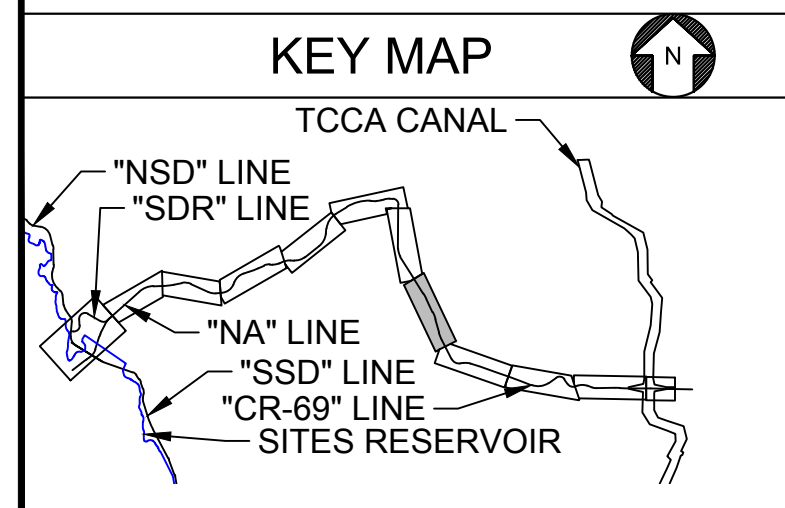 KEY MAP
N
TCCA CANAL
"NSD" LINE
"SDR" LINE
"NA" LINE
"SSD" LINE
"CR-69" LINE
SITES RESERVOIR